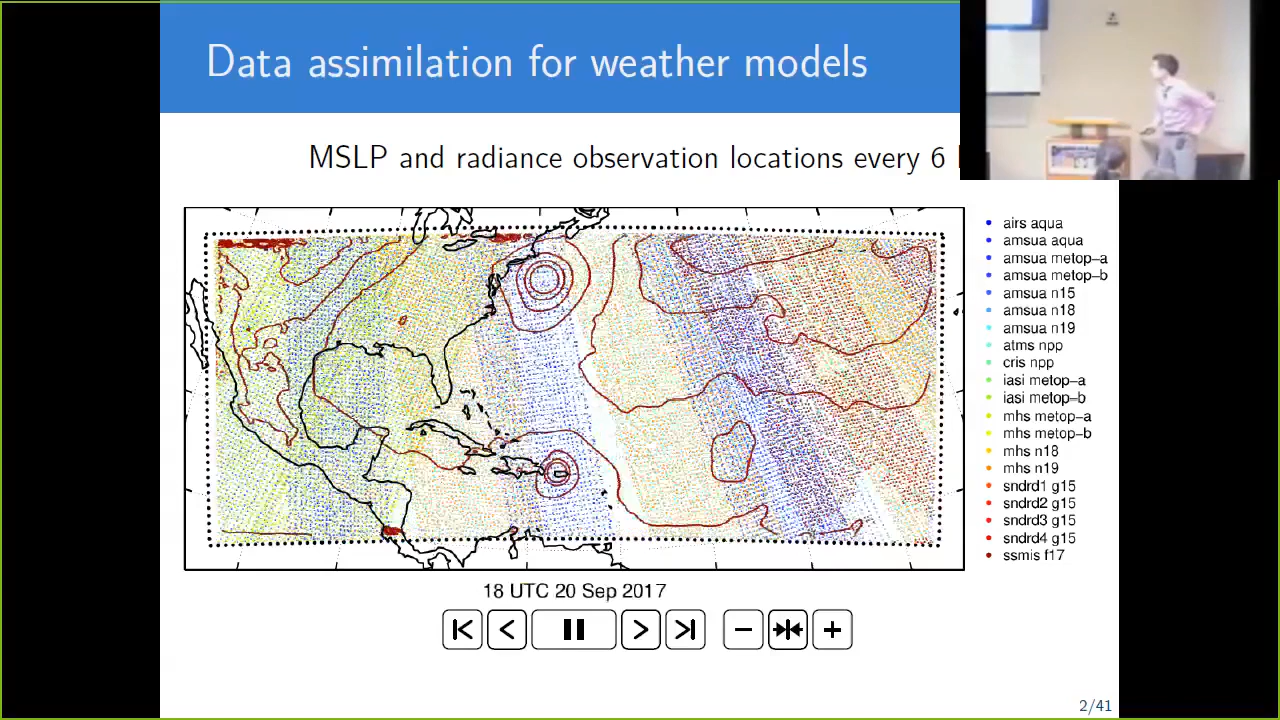 Data assimilation for weather models
MSLP and radiance observation locations every 6
airs aqua
amsua aqua
amsua metop-a
amsua metop-b
amsua n15
amsua n18
amsua n19
atms npp
cris npp
iasi metop-a
iasi metop-b
mhs metop-a
mhs metop-b
mhs n18
mhs n19
sndrd1 g15
sndrd2 g15
sndrd3 g15
sndrd4 g15
ssmis f17
18 UTC 20 Sep 2017
2/41